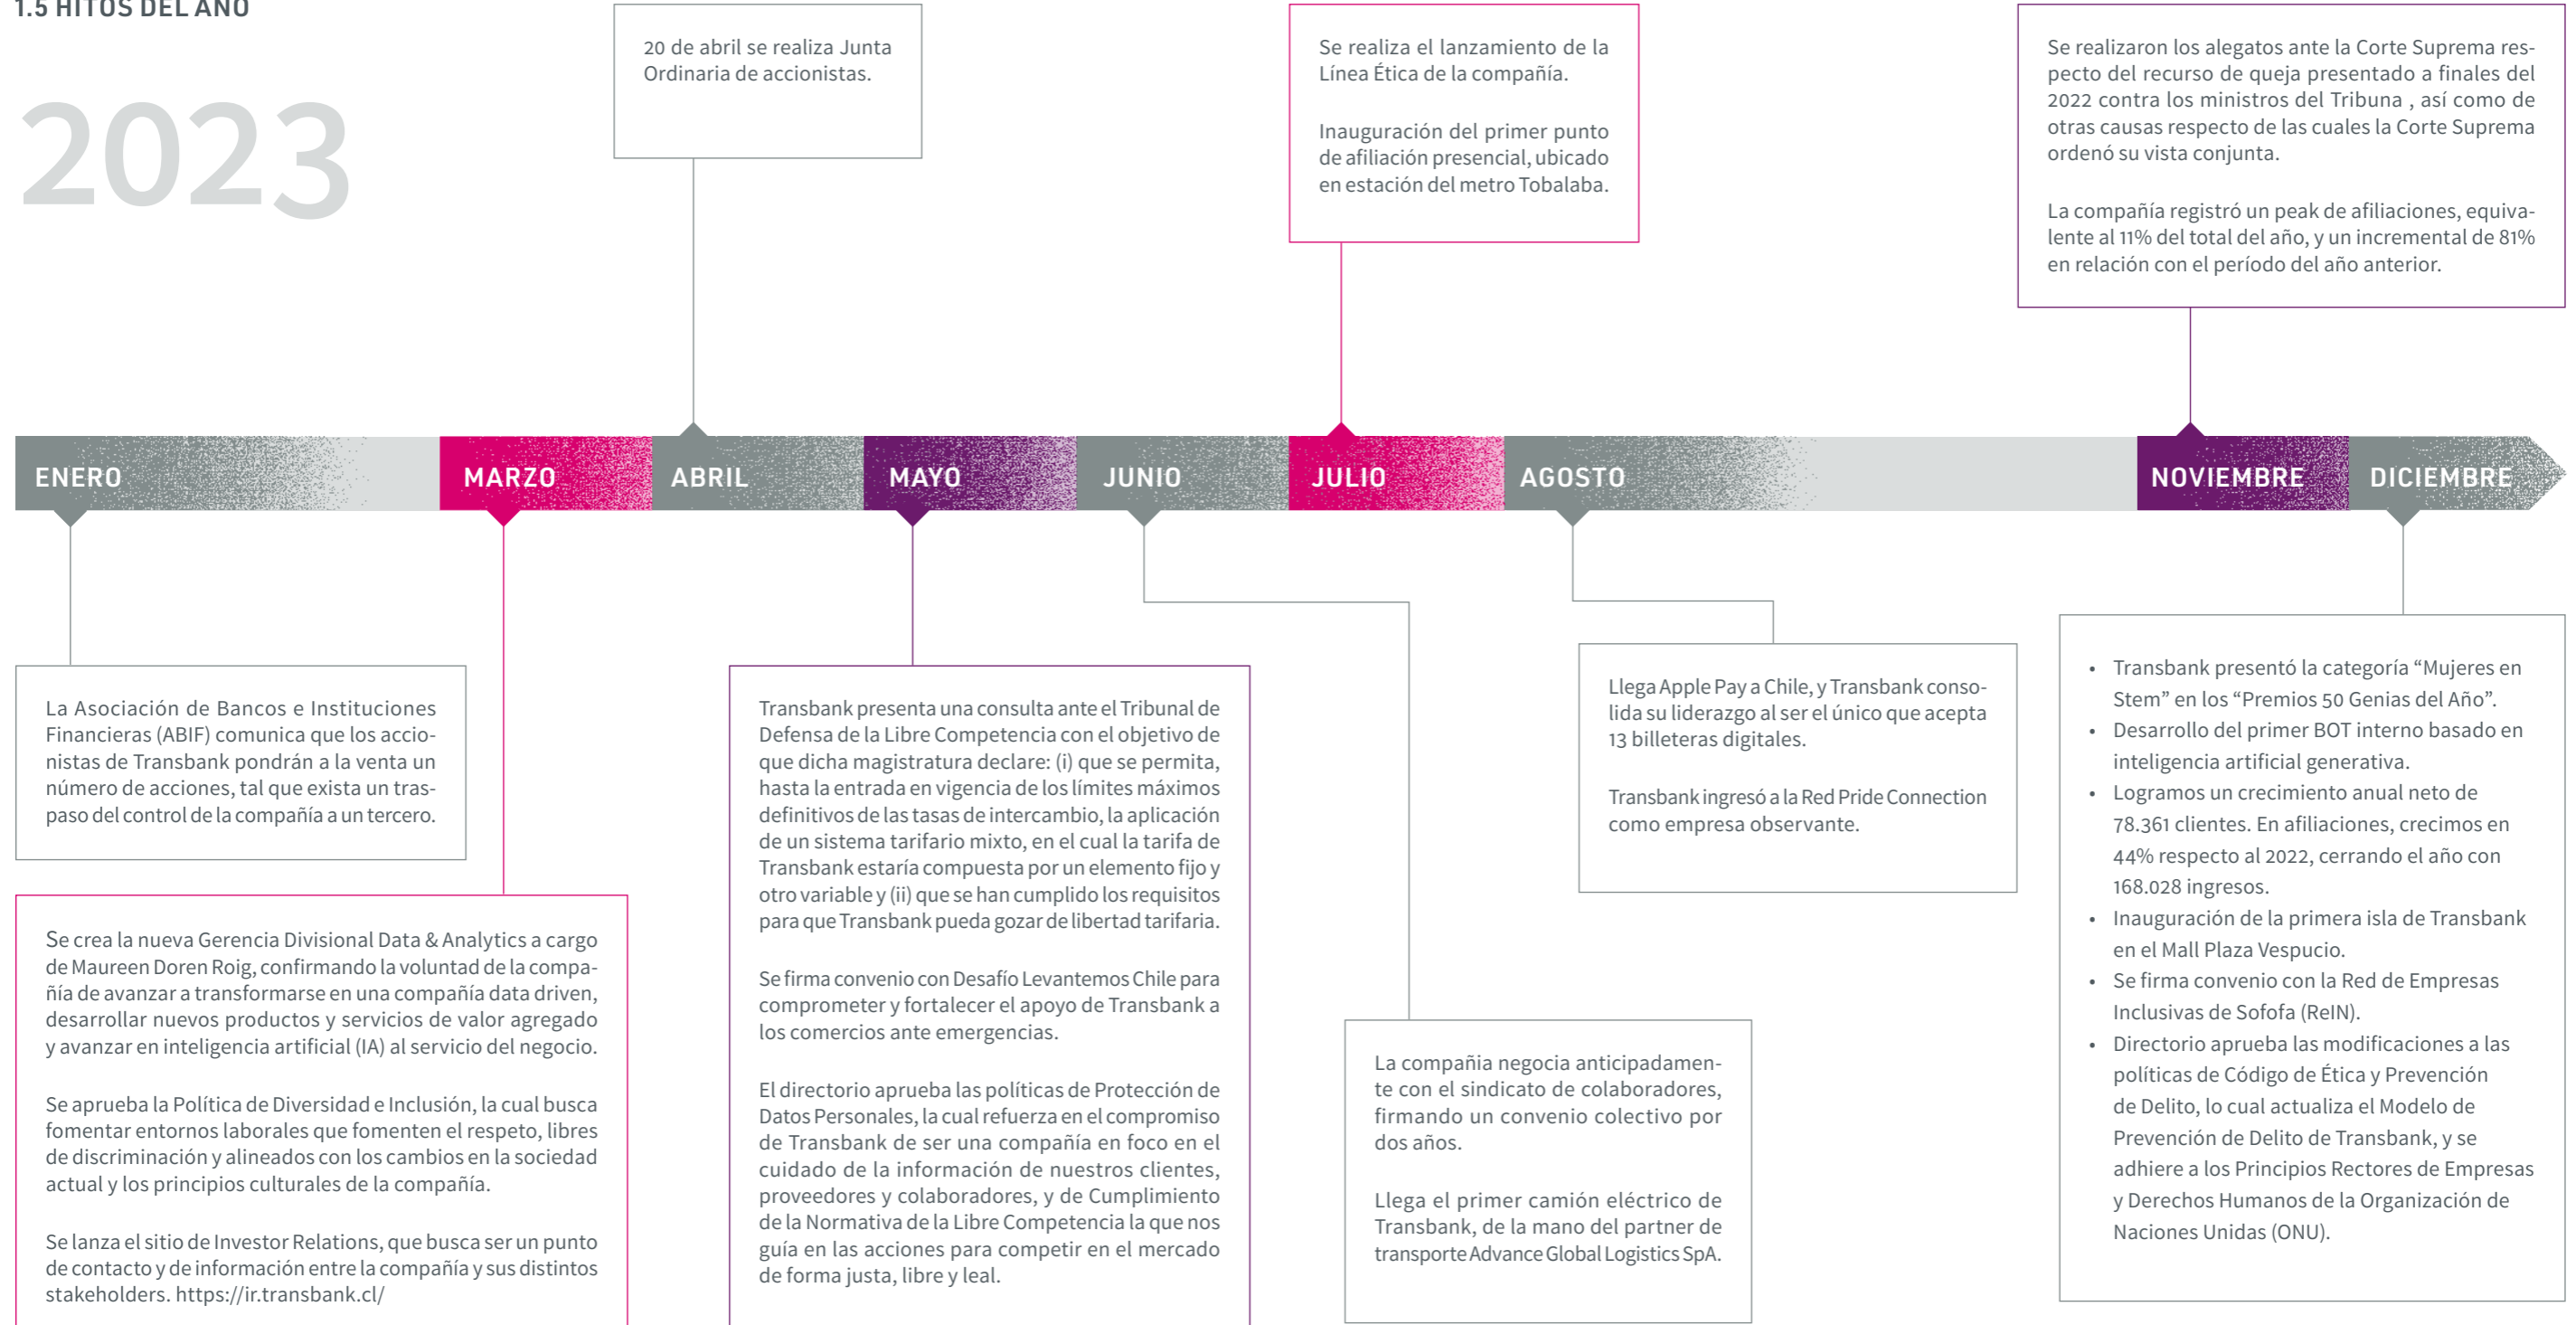 1.5 HITOS DEL AÑO
2023
20 de abril se realiza Junta
Ordinaria de accionistas.
Se realiza el lanzamiento de la
Línea Ética de la compañía.
Inauguración del primer punto
de afiliación presencial, ubicado
en estación del metro Tobalaba.
Se realizaron los alegatos ante la Corte Suprema res-
pecto del recurso de queja presentado a finales del
2022 contra los ministros del Tribuna , así como de
otras causas respecto de las cuales la Corte Suprema
ordenó su vista conjunta.
La compañía registró un peak de afiliaciones, equiva-
lente al 11% del total del año, y un incremental de 81%
en relación con el período del año anterior.
ENERO
MARZO
ABRIL
MAYO
JUNIO
JULIO
AGOSTO
NOVIEMBRE
DICIEMBRE
La Asociación de Bancos e Instituciones
Financieras (ABIF) comunica que los accio-
nistas de Transbank pondrán a la venta un
número de acciones, tal que exista un tras-
paso del control de la compañía a un tercero.
Se crea la nueva Gerencia Divisional Data & Analytics a cargo
de Maureen Doren Roig, confirmando la voluntad de la compa-
ñía de avanzar a transformarse en una compañía data driven,
desarrollar nuevos productos y servicios de valor agregado
y avanzar en inteligencia artificial (IA) al servicio del negocio.
Se aprueba la Política de Diversidad e Inclusión, la cual busca
fomentar entornos laborales que fomenten el respeto, libres
de discriminación y alineados con los cambios en la sociedad
actual y los principios culturales de la compañía.
Se lanza el sitio de Investor Relations, que busca ser un punto
de contacto y de información entre la compañía y sus distintos
stakeholders. https://ir.transbank.cl/
Transbank presenta una consulta ante el Tribunal de
Defensa de la Libre Competencia con el objetivo de
que dicha magistratura declare: (i) que se permita,
hasta la entrada en vigencia de los límites máximos
definitivos de las tasas de intercambio, la aplicación
de un sistema tarifario mixto, en el cual la tarifa de
Transbank estaría compuesta por un elemento fijo y
otro variable y (ii) que se han cumplido los requisitos
para que Transbank pueda gozar de libertad tarifaria.
Se firma convenio con Desafío Levantemos Chile para
comprometer y fortalecer el apoyo de Transbank a
los comercios ante emergencias.
El directorio aprueba las políticas de Protección de
Datos Personales, la cual refuerza en el compromiso
de Transbank de ser una compañía en foco en el
cuidado de la información de nuestros clientes,
proveedores y colaboradores, y de Cumplimiento
de la Normativa de la Libre Competencia la que nos
guía en las acciones para competir en el mercado
de forma justa, libre y leal.
La compañia negocia anticipadamen-
te con el sindicato de colaboradores,
firmando un convenio colectivo por
dos años.
Llega el primer camión eléctrico de
Transbank, de la mano del partner de
transporte Advance Global Logistics SpA.
Llega Apple Pay a Chile, y Transbank conso-
lida su liderazgo al ser el único que acepta
13 billeteras digitales.
Transbank ingresó a la Red Pride Connection
como empresa observante.
• Transbank presentó la categoría “Mujeres en
Stem” en los “Premios 50 Genias del Año”.
• Desarrollo del primer BOT interno basado en
inteligencia artificial generativa.
• Logramos un crecimiento anual neto de
78.361 clientes. En afiliaciones, crecimos en
44% respecto al 2022, cerrando el año con
168.028 ingresos.
• Inauguración de la primera isla de Transbank
en el Mall Plaza Vespucio.
• Se firma convenio con la Red de Empresas
Inclusivas de Sofofa (ReIN).
• Directorio aprueba las modificaciones a las
políticas de Código de Ética y Prevención
de Delito, lo cual actualiza el Modelo de
Prevención de Delito de Transbank, y se
adhiere a los Principios Rectores de Empresas
y Derechos Humanos de la Organización de
Naciones Unidas (ONU).